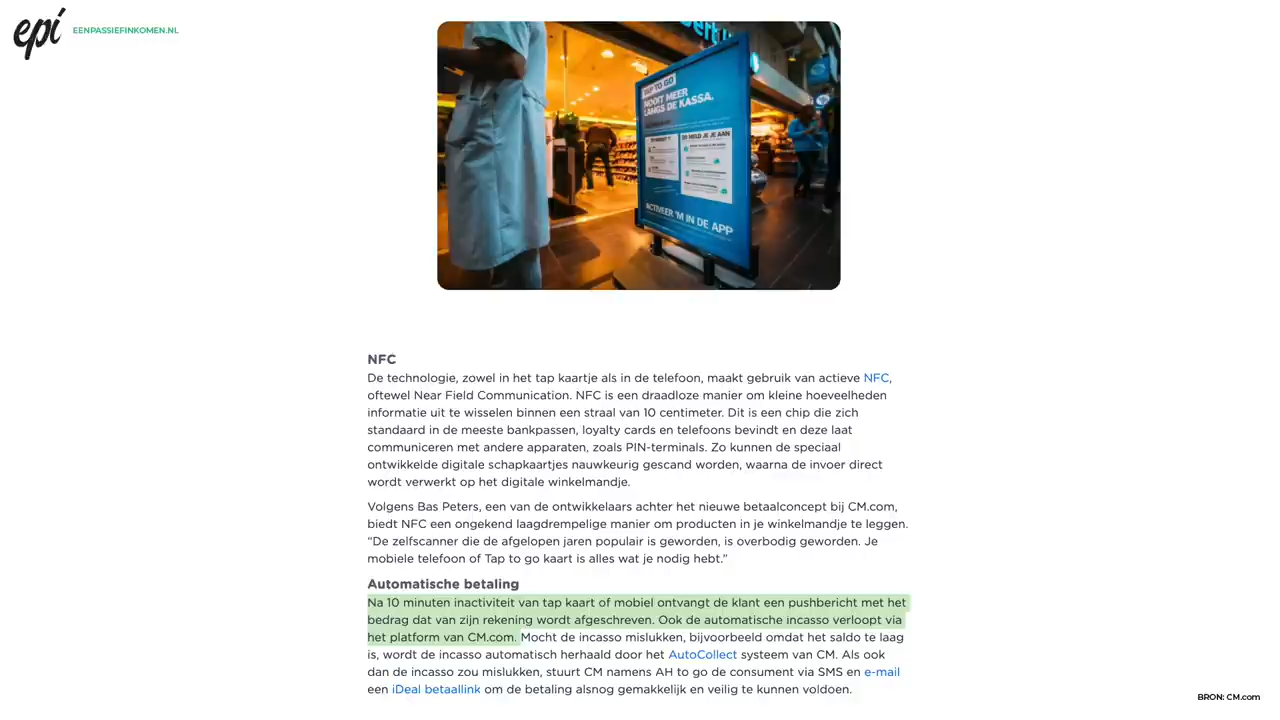 epi EENPASSIEFINKOMEN.NL
TAP TO GO
NOOIT MEER
LANGS DE KASSA.
ZO MELD JE JE AAN
ACTIVEER 'M IN DE APP
NFC
De technologie, zowel in het tap kaartje als in de telefoon, maakt gebruik van actieve NFC,
oftewel Near Field Communication. NFC is een draadloze manier om kleine hoeveelheden
informatie uit te wisselen binnen een straal van 10 centimeter. Dit is een chip die zich
standaard in de meeste bankpassen, loyalty cards en telefoons bevindt en deze laat
communiceren met andere apparaten, zoals PIN-terminals. Zo kunnen de speciaal
ontwikkelde digitale schapkaartjes nauwkeurig gescand worden, waarna de invoer direct
wordt verwerkt op het digitale winkelmandje.
Volgens Bas Peters, een van de ontwikkelaars achter het nieuwe betaalconcept bij CM.com,
biedt NFC een ongekend laagdrempelige manier om producten in je winkelmandje te leggen.
“De zelfscanner die de afgelopen jaren populair is geworden, is overbodig geworden. Je
mobiele telefoon of Tap to go kaart is alles wat je nodig hebt.”
Automatische betaling
Na 10 minuten inactiviteit van tap kaart of mobiel ontvangt de klant een pushbericht met het
bedrag dat van zijn rekening wordt afgeschreven. Ook de automatische incasso verloopt via
het platform van CM.com. Mocht de incasso mislukken, bijvoorbeeld omdat het saldo te laag
is, wordt de incasso automatisch herhaald door het AutoCollect systeem van CM. Als ook
dan de incasso zou mislukken, stuurt CM namens AH to go de consument via SMS en e-mail
een iDeal betaallink om de betaling alsnog gemakkelijk en veilig te kunnen voldoen.
BRON: CM.com